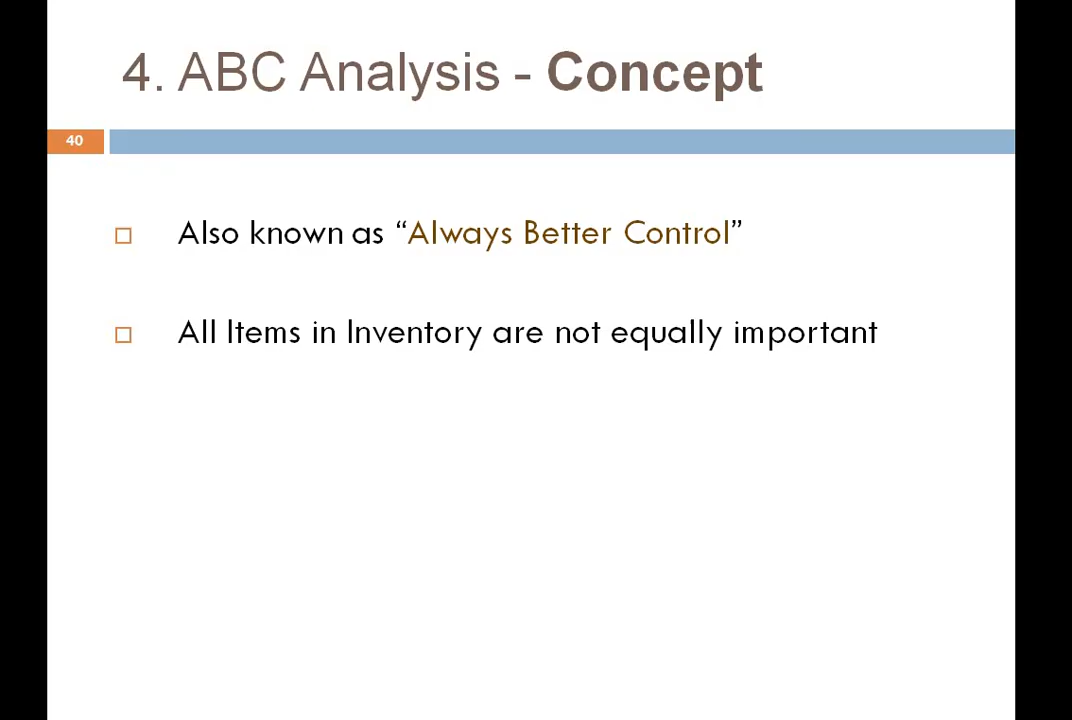 4. ABC Analysis - Concept
40
Also known as “Always Better Control”
All Items in Inventory are not equally important